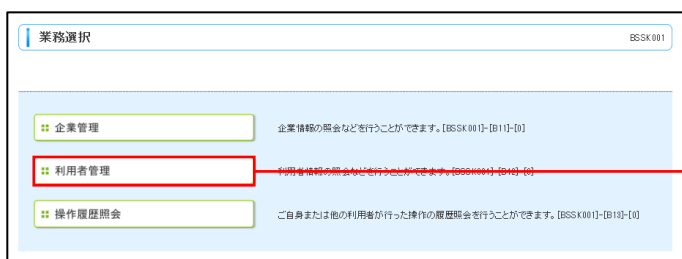 業務選択
BSSK001
企業管理
企業情報の照会などを行うことができます。[BSSK001]-[B11]-[0]
利用者管理
利用者情報の照会などを行うことができます。[BSSK001]-[B12]-[0]
操作履歴照会
ご自身または他の利用者が行った操作の履歴照会を行うことができます。[BSSK001]-[B13]-[0]